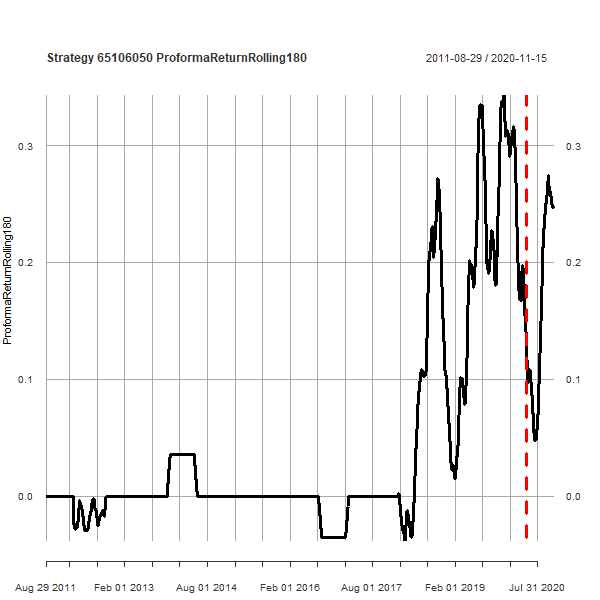 Strategy 65106050 ProformaReturnRolling180
2011-08-29 / 2020-11-15
ProformaReturnRolling180
0.3
0.3
0.2
0.2
0.1
0.1
0.0
0.0
Aug 29 2011
Feb 01 2013
Aug 01 2014
Feb 01 2016
Aug 01 2017
Feb 01 2019
Jul 31 2020